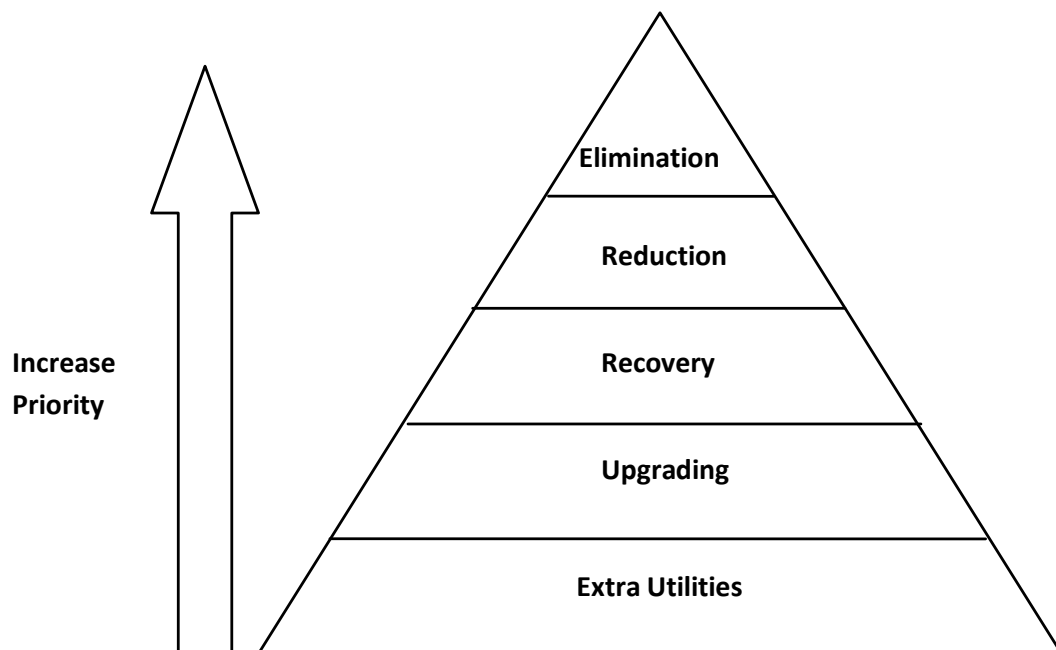 Elimination
Reduction
Increase
Priority
Recovery
Upgrading
Extra Utilities